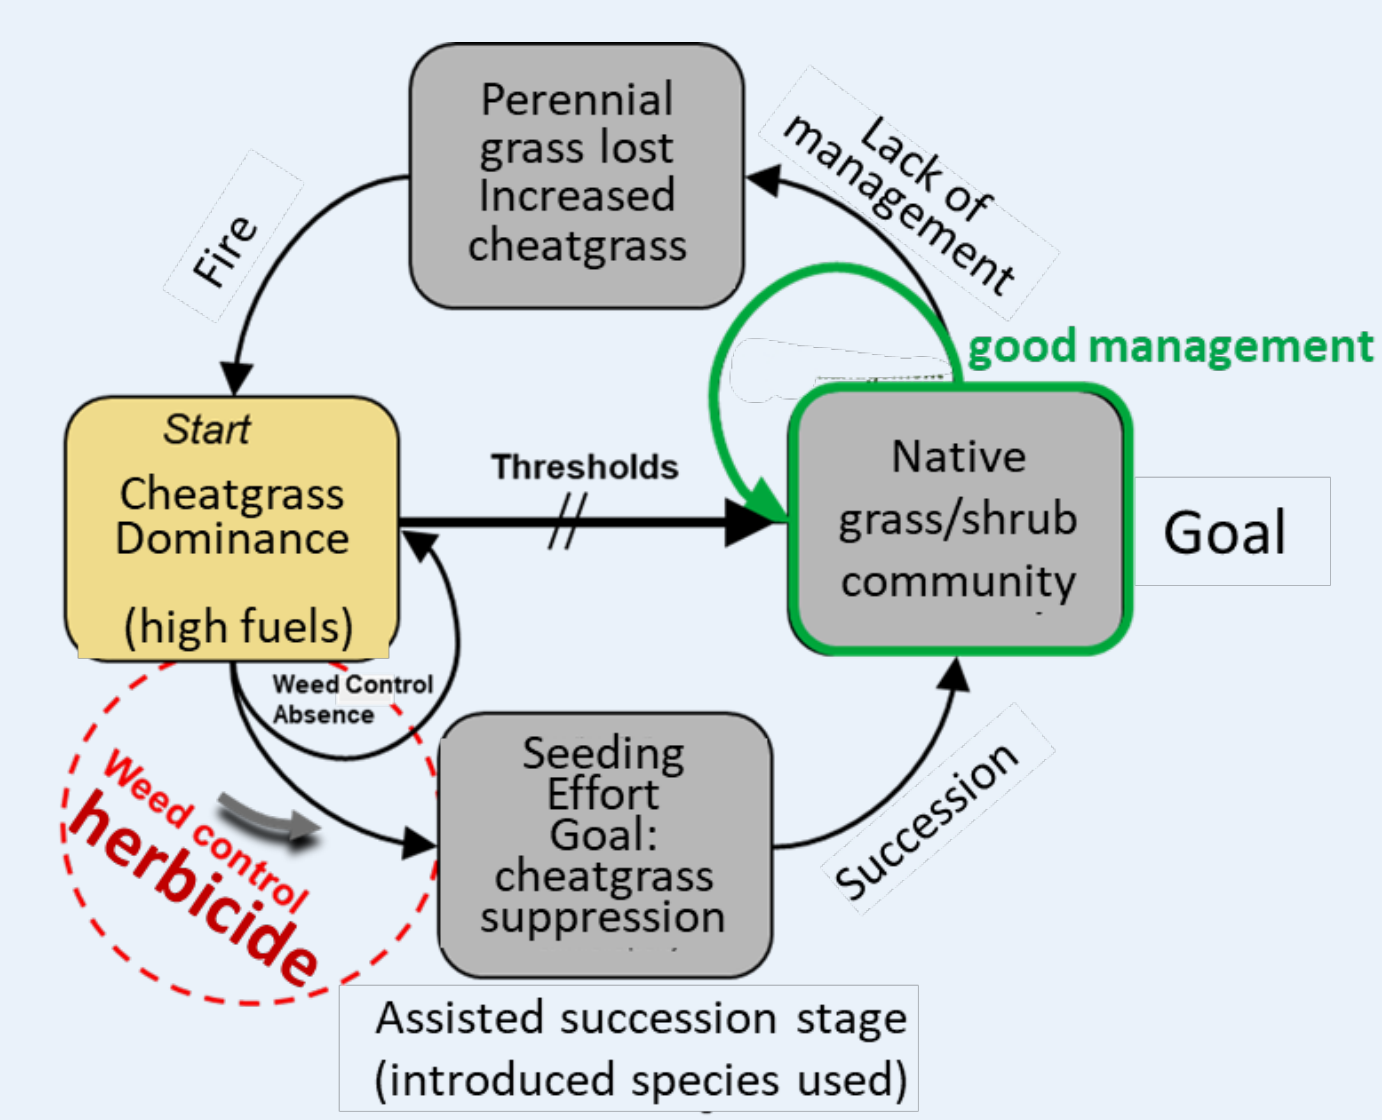 Perennial
grass lost
Increased
cheatgrass
Lack of
management
Fire
good management
Start
Cheatgrass
Dominance
(high fuels)
Thresholds
Native
grass/shrub
community
Goal
Weed Control
Absence
Weed control
herbicide
Seeding
Effort
Goal:
cheatgrass
suppression
Succession
Assisted succession stage
(introduced species used)